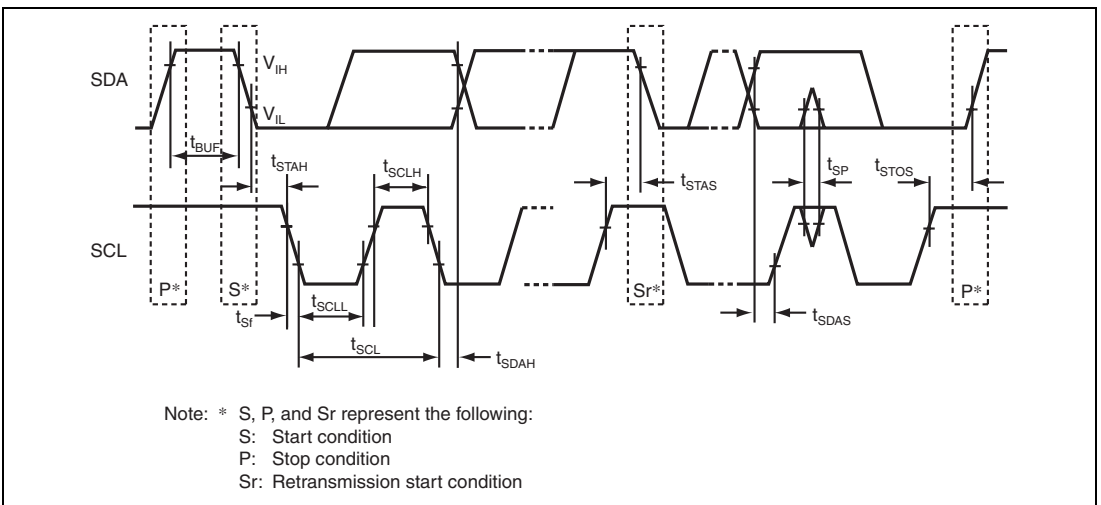 SDA
V_IH
V_IL
t_BUF
t_STAH
t_SCLH
t_STAS
t_SP
t_STOS
SCL
P*
S*
Sr*
P*
t_Sf
t_SCLL
t_SCL
t_SDAH
t_SDAS
Note: * S, P, and Sr represent the following:
S: Start condition
P: Stop condition
Sr: Retransmission start condition